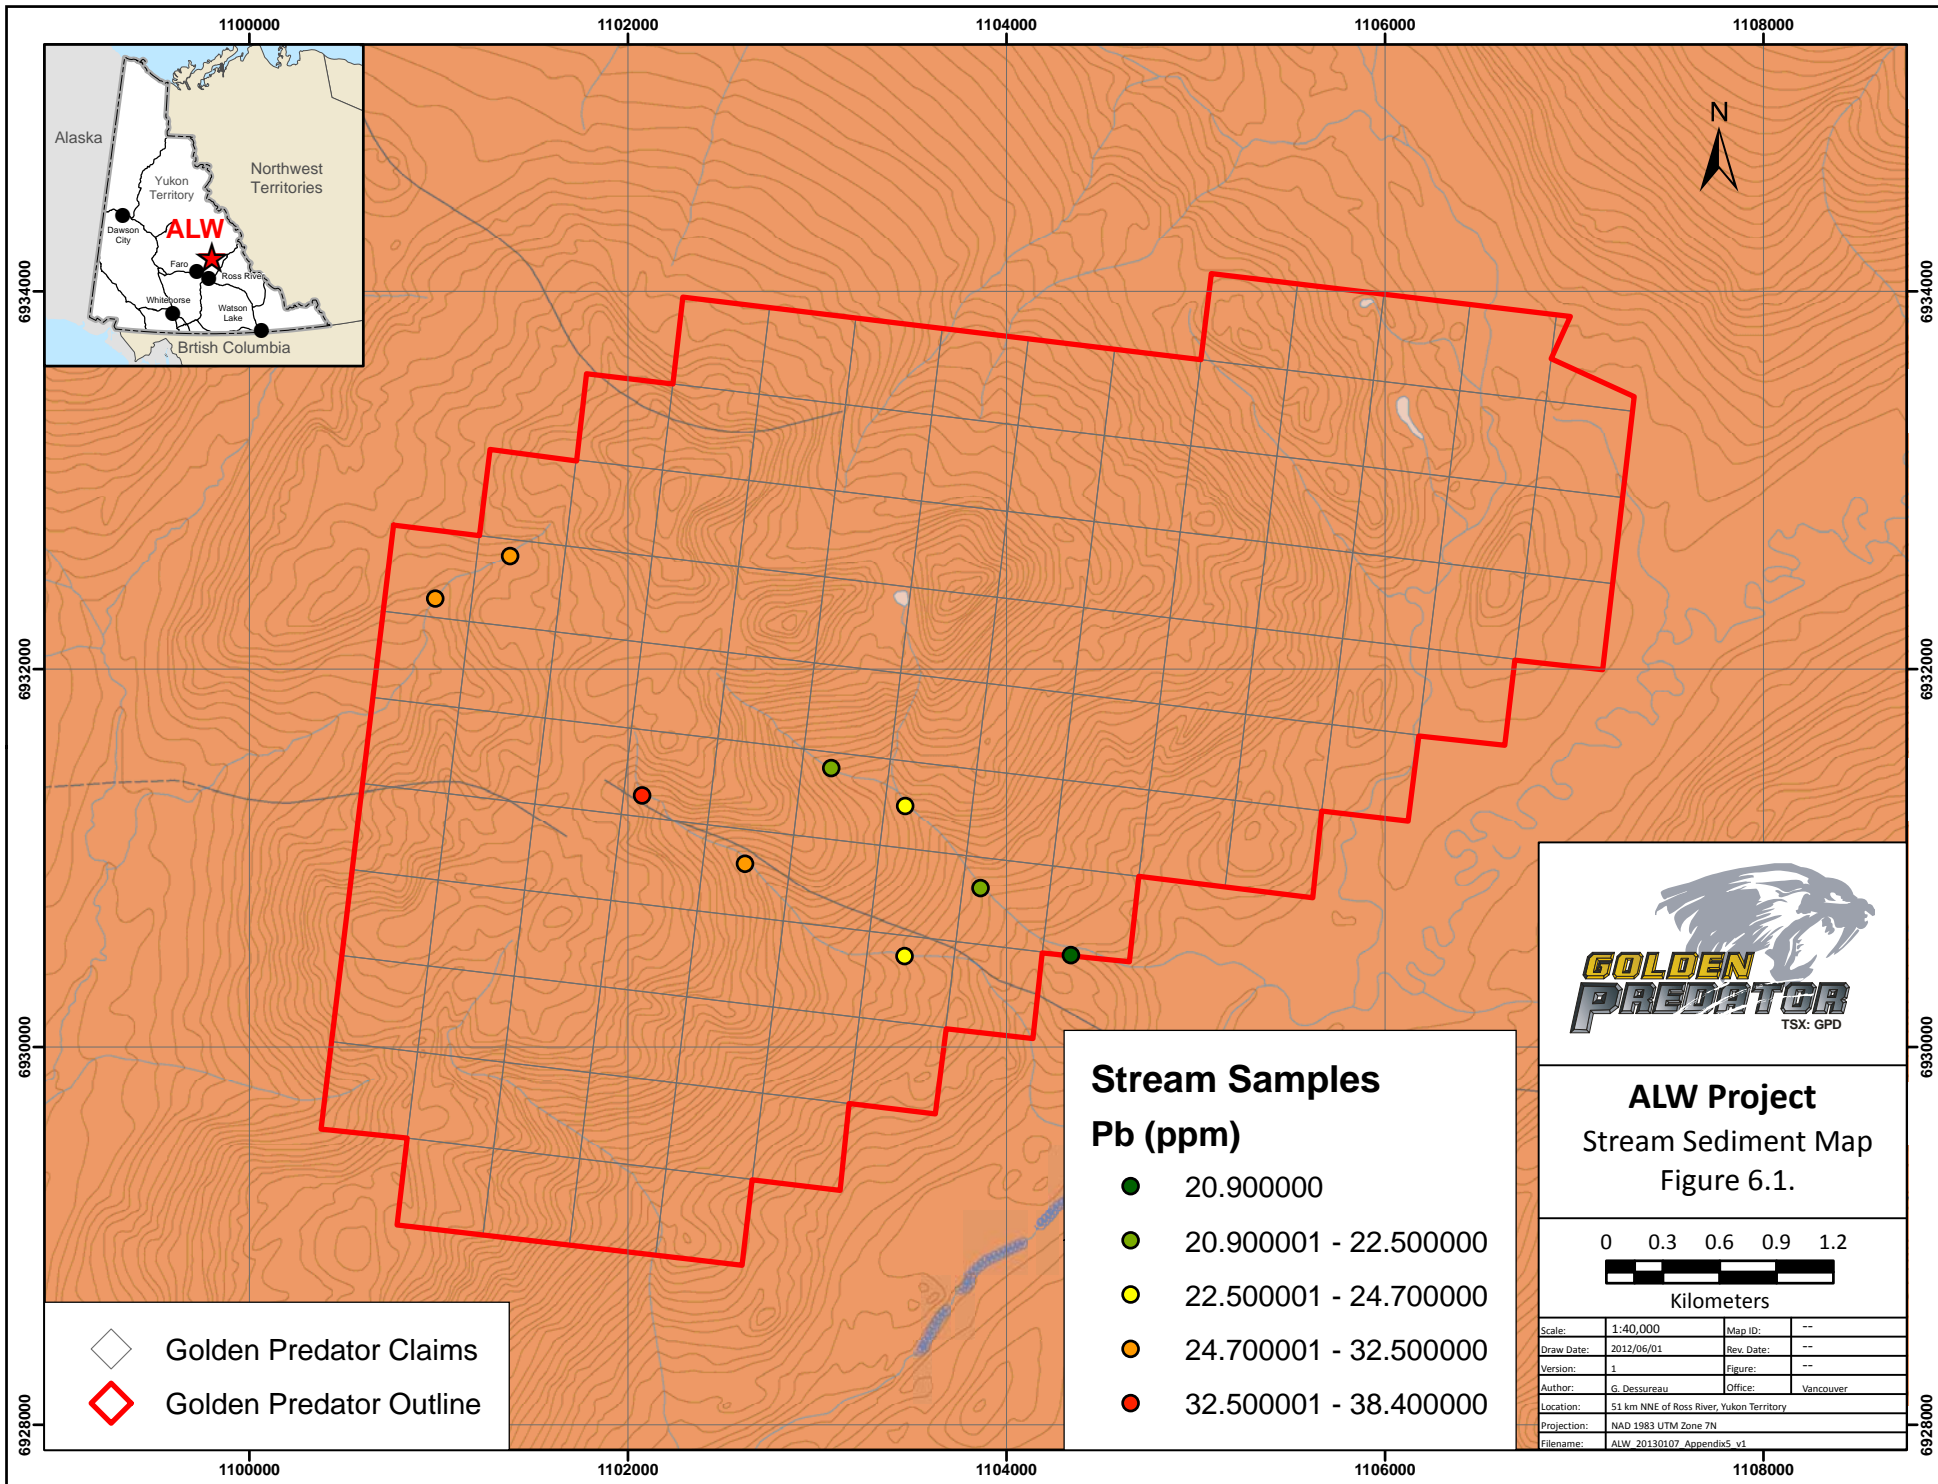 1100000
1102000
1104000
1106000
1108000
6934000
6932000
6930000
6928000
6934000
6932000
6930000
6928000
Alaska
Yukon
Territory
Northwest
Territories
Dawson
City
ALW
Faro
Ross River
Whitehorse
Watson
Lake
Brtish Columbia
N
GOLDEN
PREDATOR
TSX: GPD
ALW Project
Stream Sediment Map
Figure 6.1.
0 0.3 0.6 0.9 1.2
Kilometers
Scale: 1:40,000 Map ID: --
Draw Date: 2012/06/01 Rev. Date: --
Version: 1 Figure: --
Author: G. Dessureau Office: Vancouver
Location: 51 km NNE of Ross River, Yukon Territory
Projection: NAD 1983 UTM Zone 7N
Filename: ALW_20130107_Appendix5_v1
Stream Samples
Pb (ppm)
20.900000
20.900001 - 22.500000
22.500001 - 24.700000
24.700001 - 32.500000
32.500001 - 38.400000
Golden Predator Claims
Golden Predator Outline
1100000
1102000
1104000
1106000
1108000